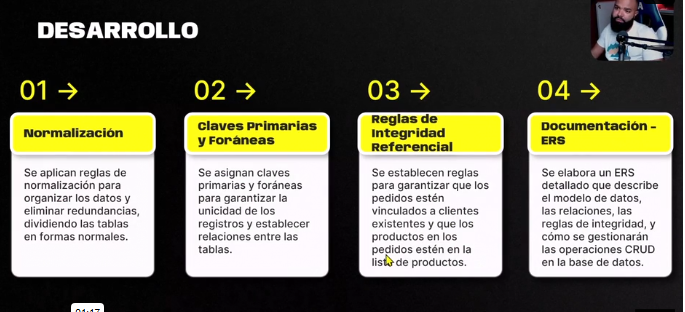 DESARROLLO
01 →
Normalización
Se aplican reglas de
normalización para
organizar los datos y
eliminar redundancias,
dividiendo las tablas
en formas normales.
02 →
Claves Primarias
y Foráneas
Se asignan claves
primarias y foráneas
para garantizar la
unicidad de los
registros y establecer
relaciones entre las
tablas.
03 →
Reglas de
Integridad
Referencial
Se establecen reglas
para garantizar que los
pedidos estén
vinculados a clientes
existentes y que los
productos en los
pedidos estén en la
lista de productos.
04 →
Documentación -
ERS
Se elabora un ERS
detallado que describe
el modelo de datos,
las relaciones, las
reglas de integridad, y
cómo se gestionarán
las operaciones CRUD
en la base de datos.